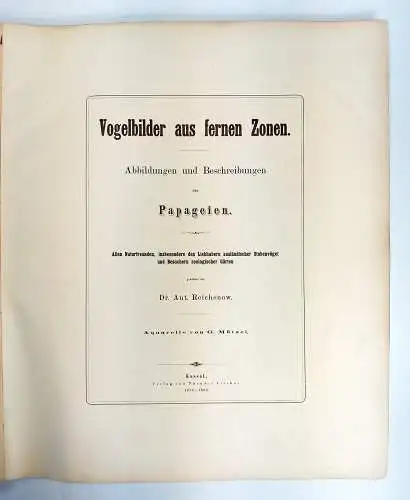 Vogelbilder aus fernen Zonen.
Abbildungen und Beschreibungen
der
Papageien.
Allen Naturfreunden, insbesondere den Liebhabern ausländischer Stubenvögel
und Besuchern zoologischer Gärten
gewidmet von
Dr. Ant. Reichenow.
Aquarelle von G. Mützel.
Kassel.
Verlag von Theodor Fischer